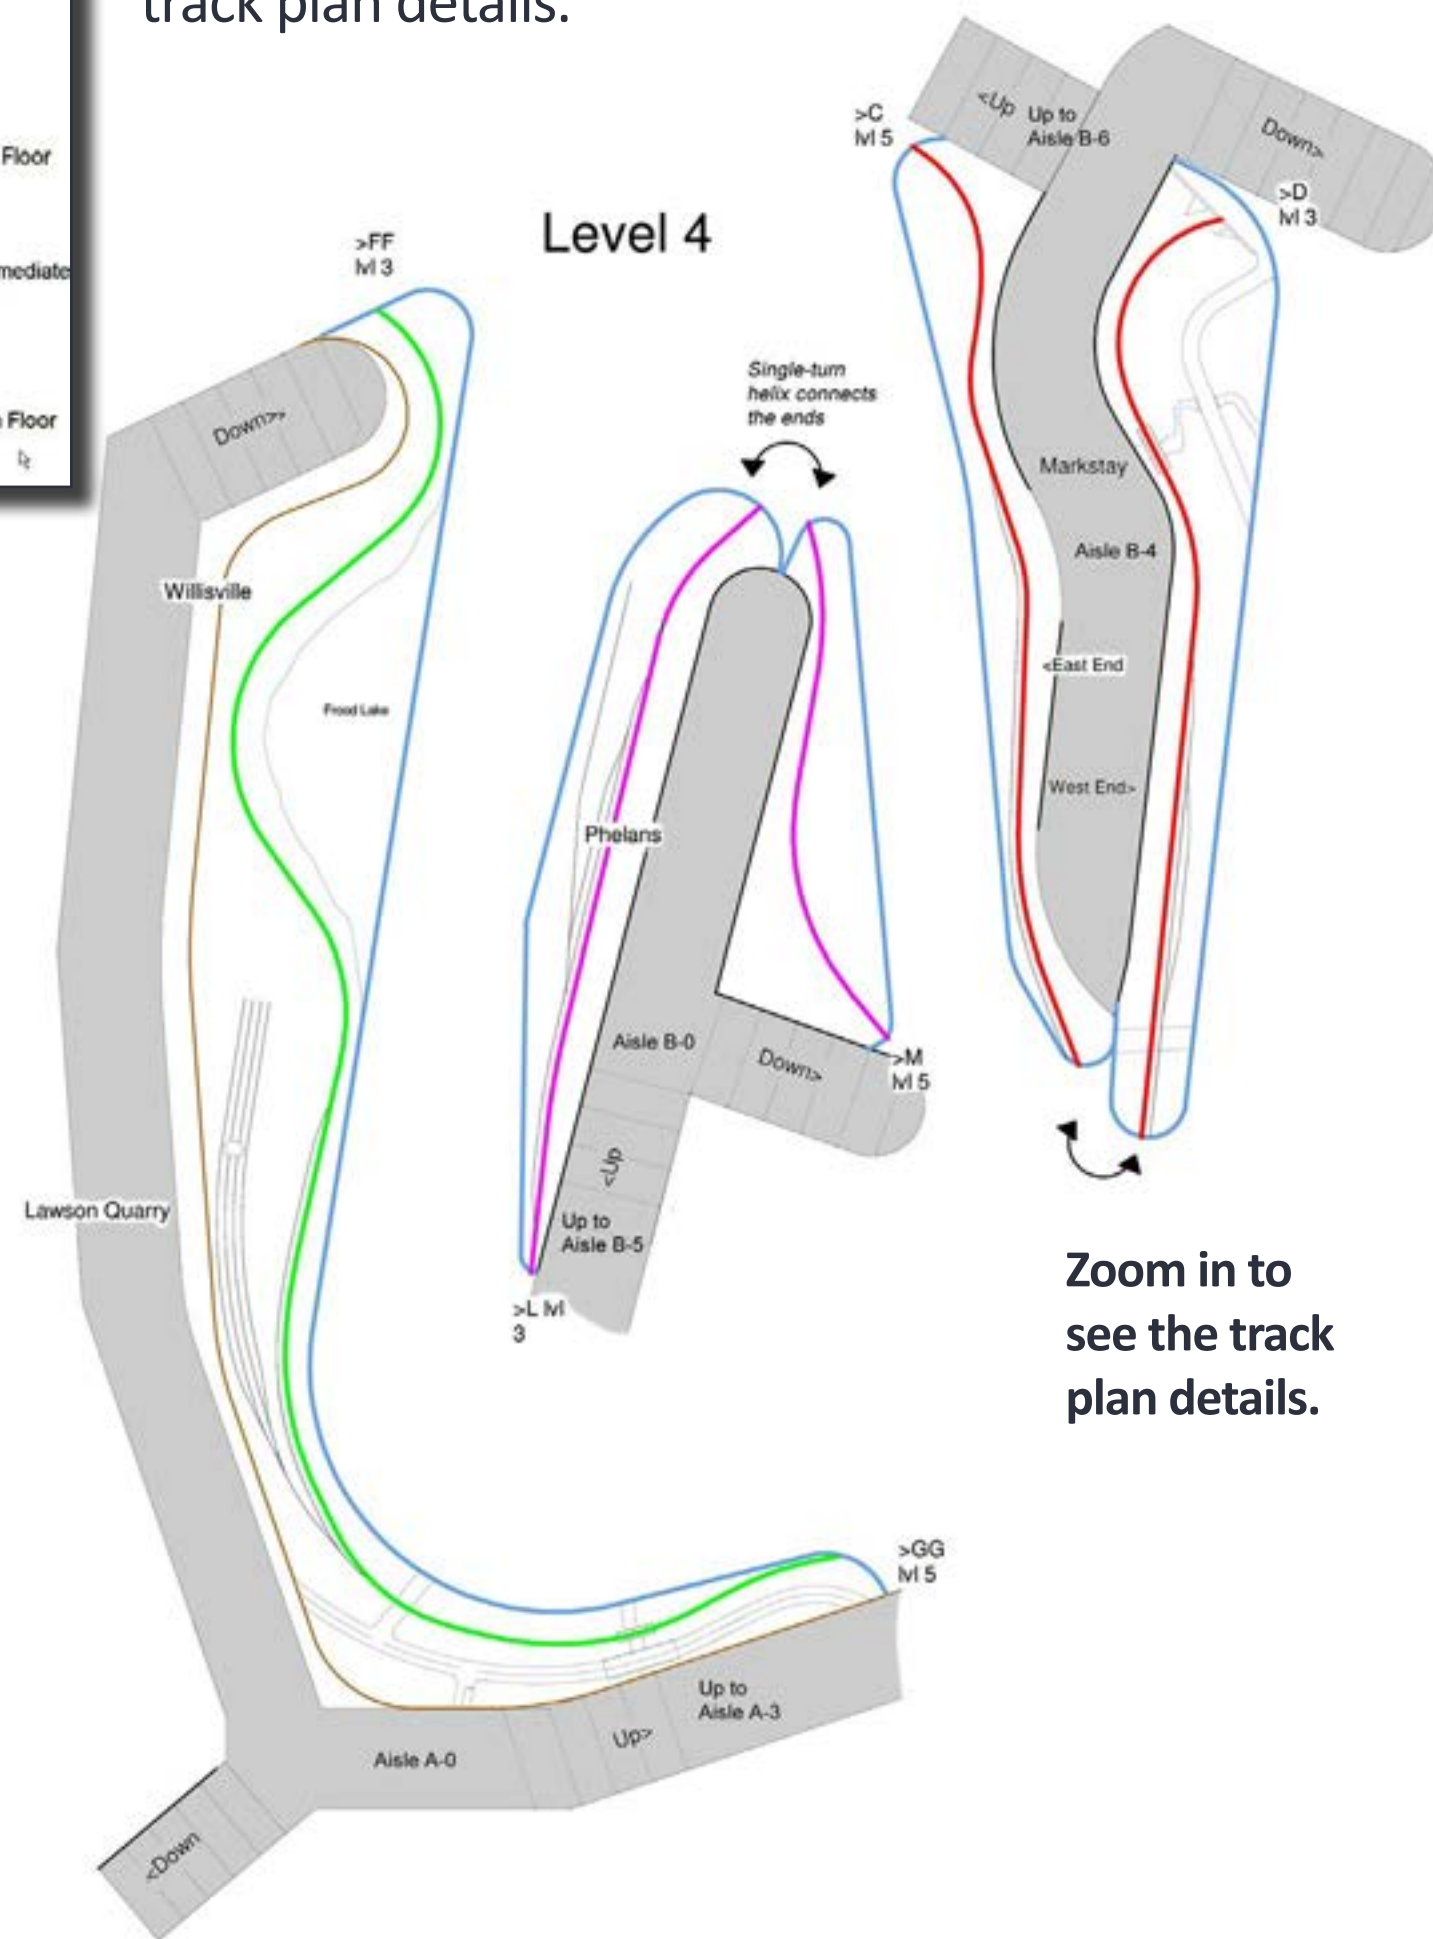 track plan details.
Floor
mediate
Floor
Level 4
>FF
lvl 3
Down>>
Willisville
Frood Lake
Lawson Quarry
Single-turn
helix connects
the ends
Phelans
Aisle B-0
Down>
>M
lvl 5
<Up
Up to
Aisle B-5
>L lvl
3
>C
lvl 5
<Up
Up to
Aisle B-6
Down>
>D
lvl 3
Markstay
Aisle B-4
<East End
West End>
Zoom in to
see the track
plan details.
>GG
lvl 5
Up to
Aisle A-3
Up>
Aisle A-0
<Down